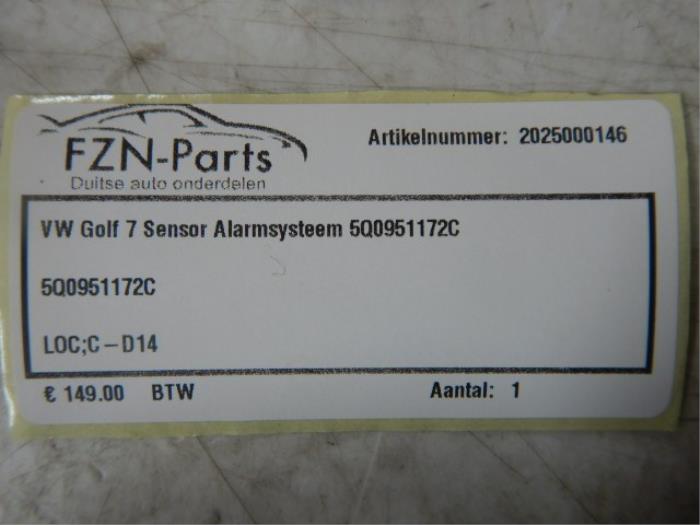 FZN-Parts
Duitse auto onderdelen
Artikelnummer: 2025000146
VW Golf 7 Sensor Alarmsysteem 5Q0951172C
5Q0951172C
LOC;C-D14
€ 149.00 BTW
Aantal: 1